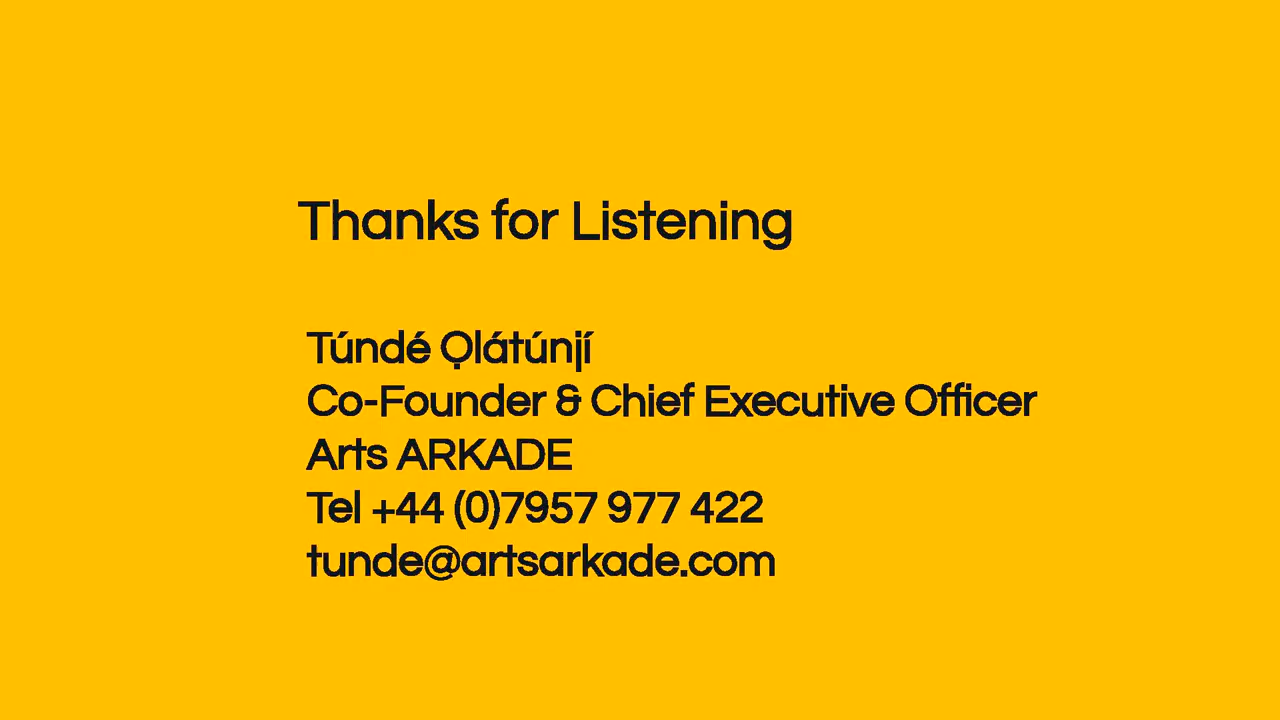 Thanks for Listening
Túndé Ọlátúnjí
Co-Founder & Chief Executive Officer
Arts ARKADE
Tel +44 (0)7957 977 422
tunde@artsarkade.com